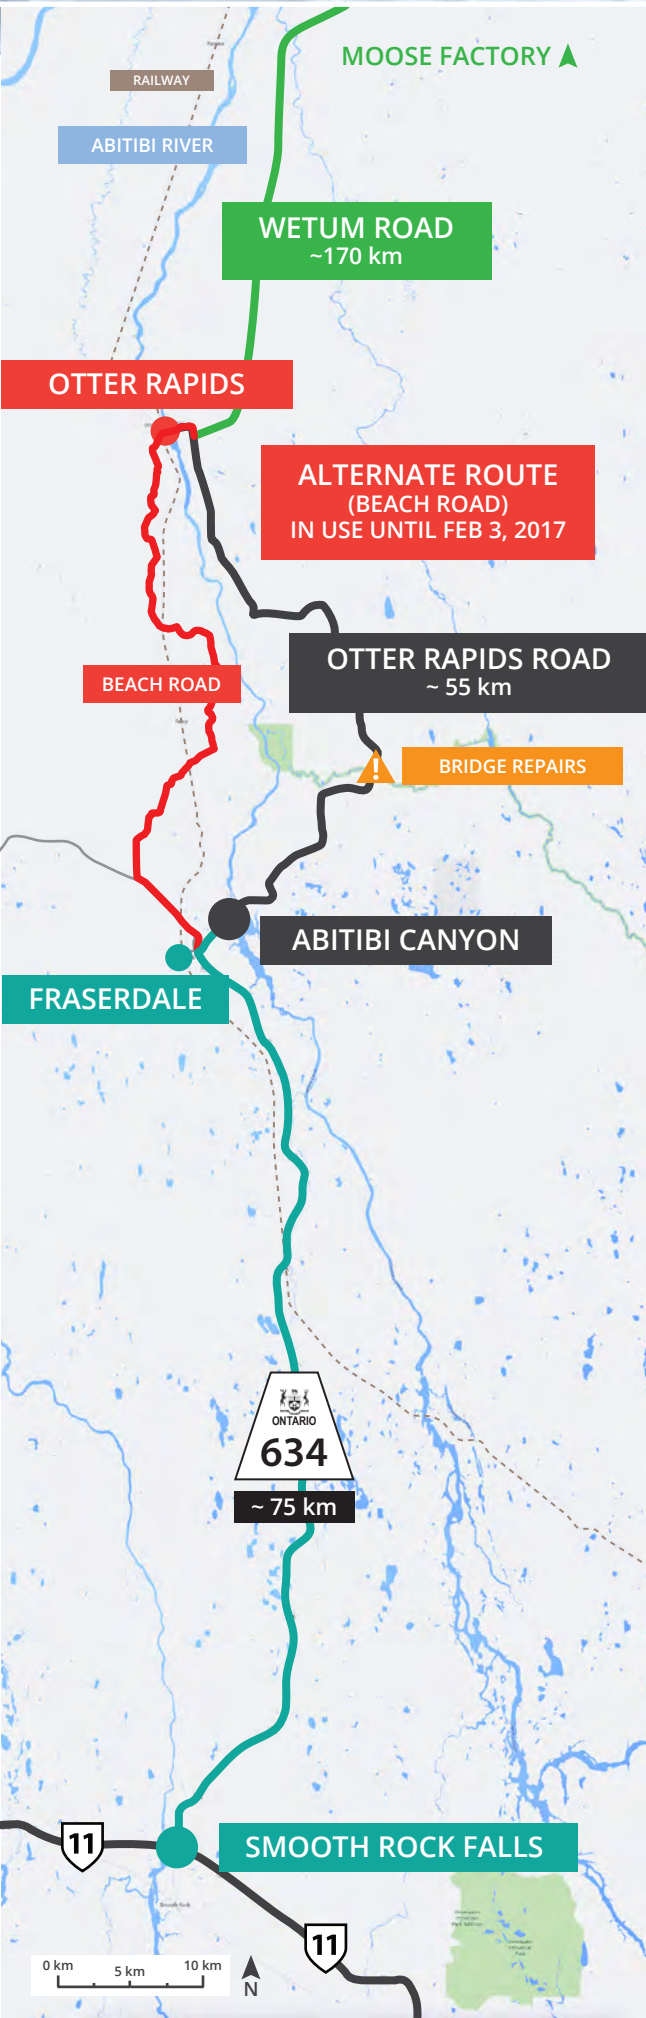 MOOSE FACTORY
RAILWAY
ABITIBI RIVER
WETUM ROAD
~170 km
OTTER RAPIDS
ALTERNATE ROUTE
(BEACH ROAD)
IN USE UNTIL FEB 3, 2017
OTTER RAPIDS ROAD
~ 55 km
BEACH ROAD
BRIDGE REPAIRS
ABITIBI CANYON
FRASERDALE
ONTARIO
634
~ 75 km
11
SMOOTH ROCK FALLS
11
0 km
5 km
10 km
N